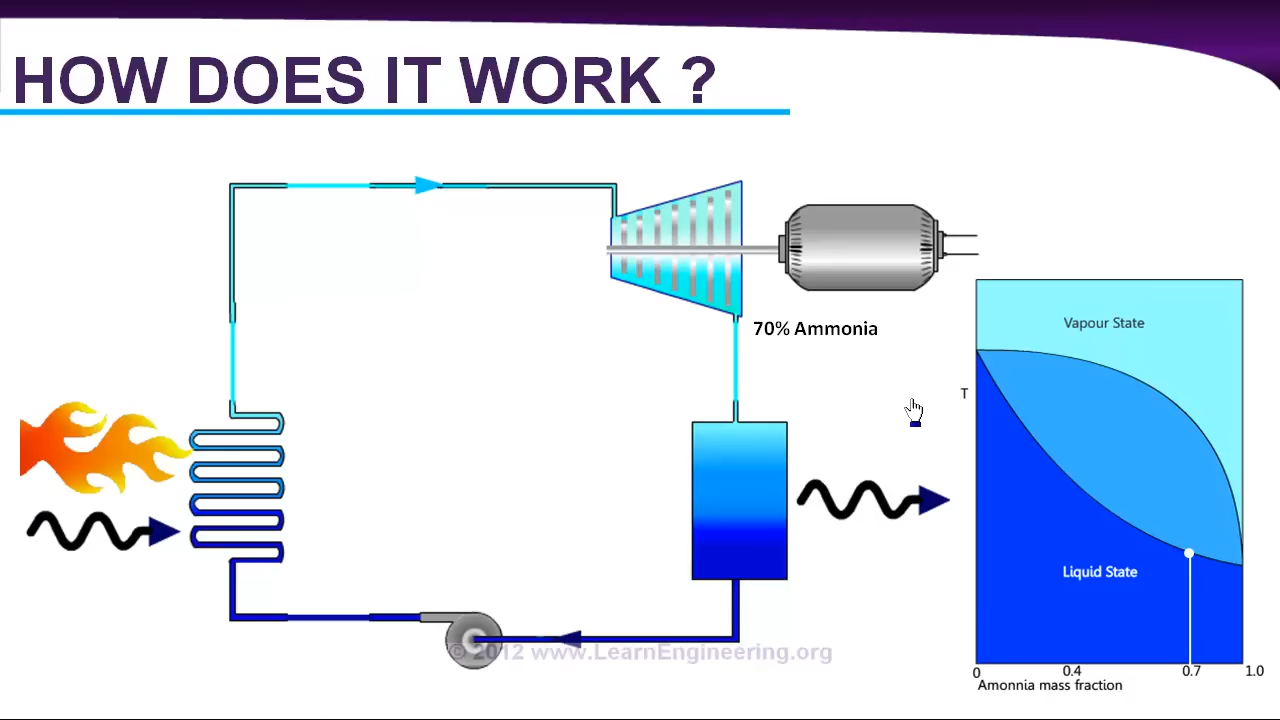 HOW DOES IT WORK ?
70% Ammonia
Vapour State
T
Liquid State
0 0.4 0.7 1.0
Amonnia mass fraction
© 2012 www.LearnEngineering.org